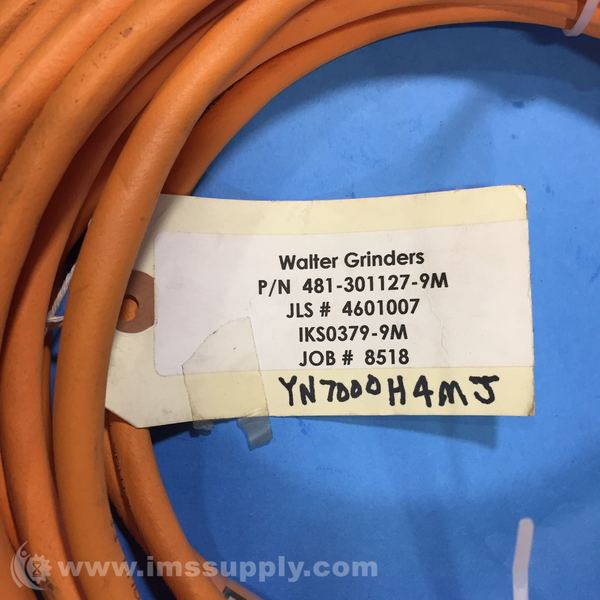 Walter Grinders
P/N 481-301127-9M
JLS # 4601007
IKS0379-9M
JOB # 8518
YN7000H4MJ
www.imssupply.com